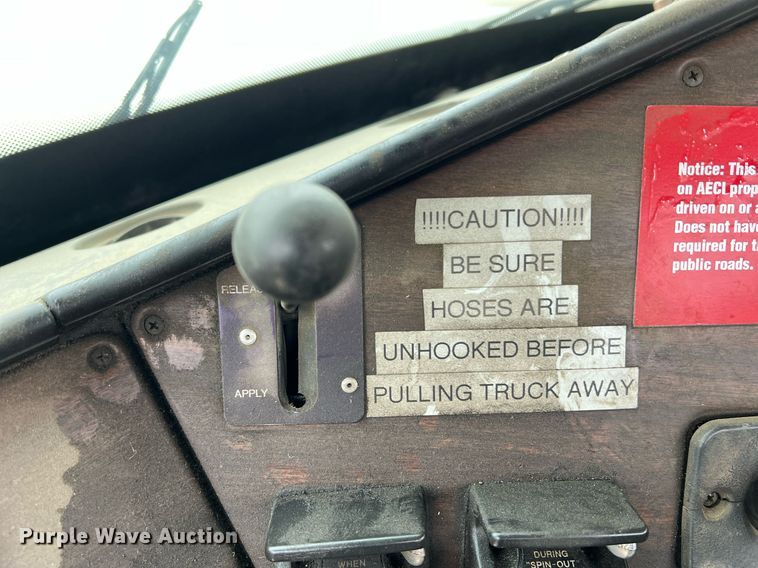 !!!!CAUTION!!!!
BE SURE
HOSES ARE
UNHOOKED BEFORE
PULLING TRUCK AWAY
APPLY
Notice: This
on AECI
driven on or
Does not have
required for
public roads.
WHEN
DURING
"SPIN-OUT
Purple Wave Auction®